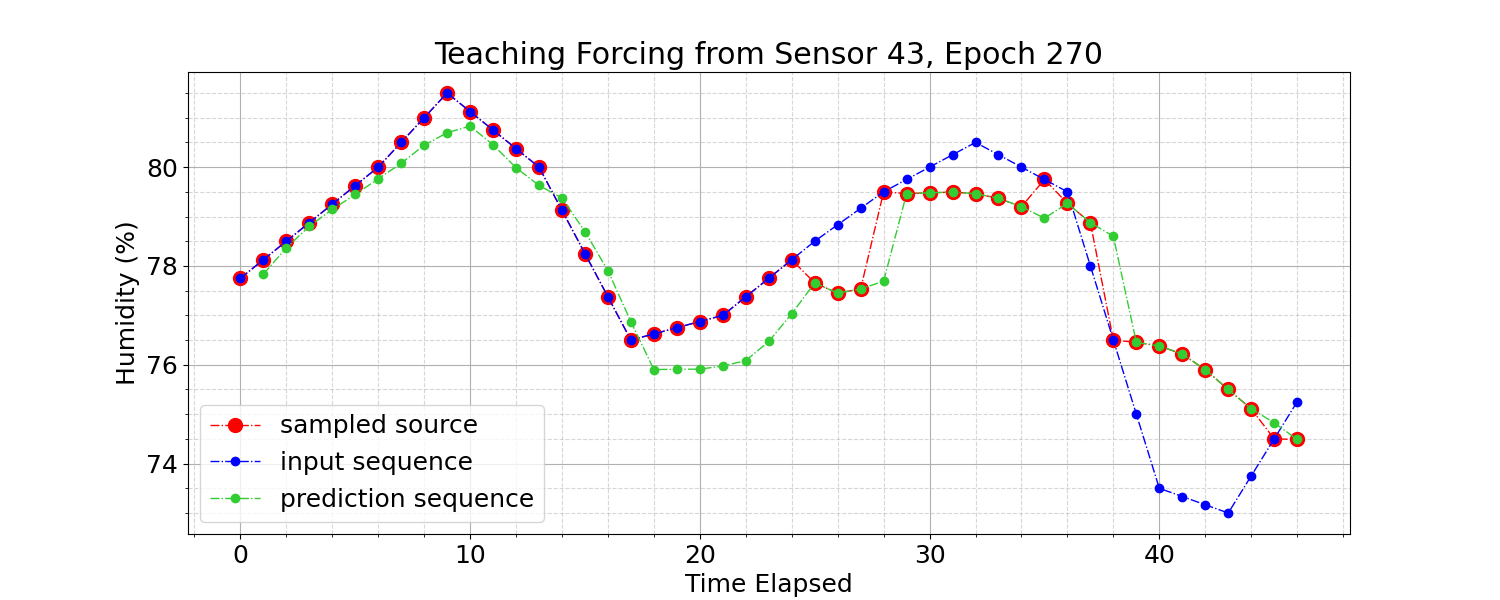 Teaching Forcing from Sensor 43, Epoch 270
Humidity (%)
80
78
76
74
sampled source
input sequence
prediction sequence
0 10 20 30 40
Time Elapsed